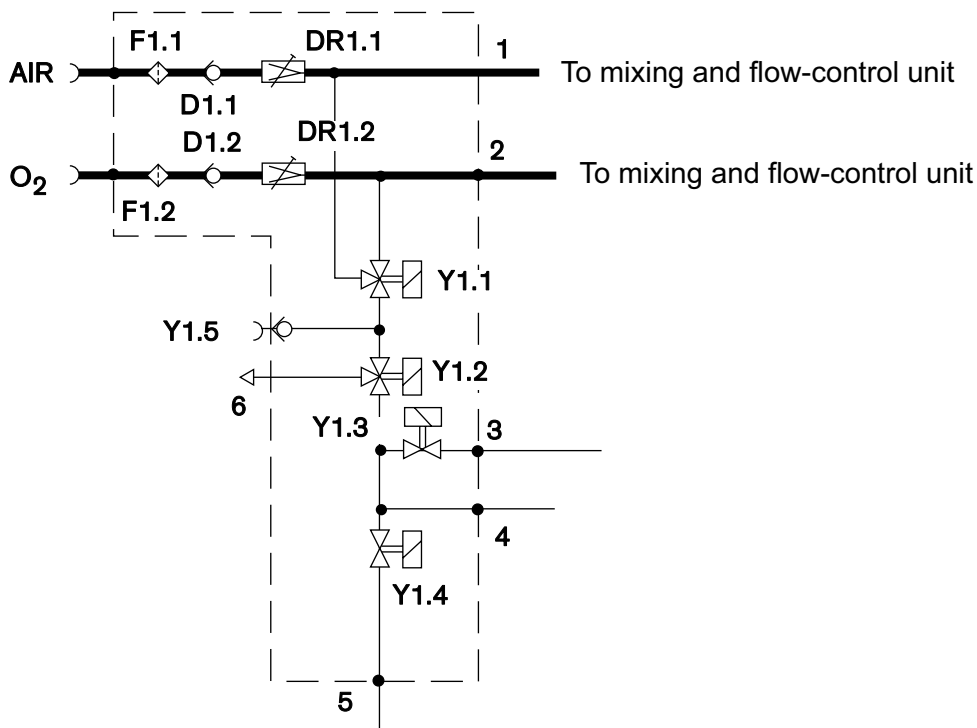 F1.1
DR1.1
1
AIR
To mixing and flow-control unit
D1.1
DR1.2
D1.2
2
O2
To mixing and flow-control unit
F1.2
Y1.1
Y1.5
Y1.2
6
Y1.3
3
4
Y1.4
5